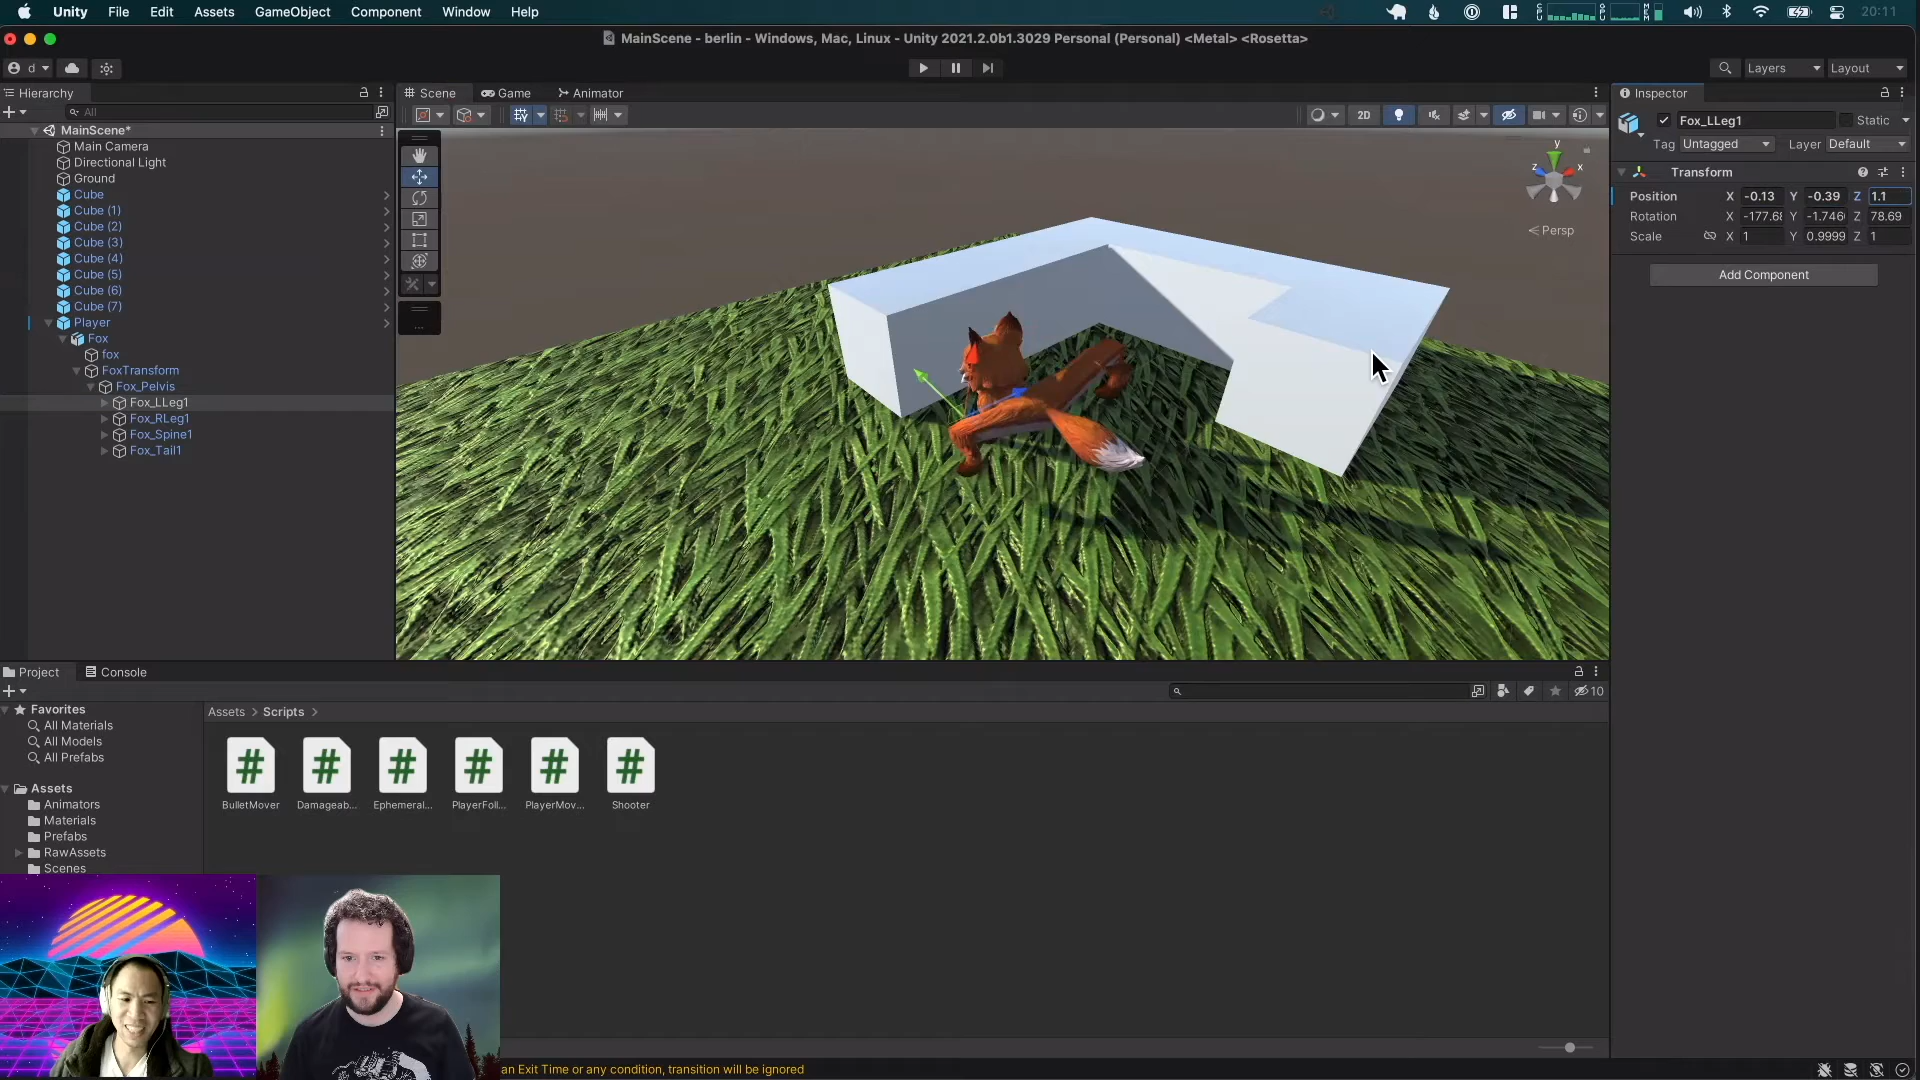 Unity File Edit Assets GameObject Component Window Help 20:11
MainScene - berlin - Windows, Mac, Linux - Unity 2021.2.0b1.3029 Personal (Personal) <Metal> <Rosetta>
d Layers Layout
Hierarchy
All
MainScene*
Main Camera
Directional Light
Ground
Cube
Cube (1)
Cube (2)
Cube (3)
Cube (4)
Cube (5)
Cube (6)
Cube (7)
Player
Fox
fox
FoxTransform
Fox_Pelvis
Fox_LLeg1
Fox_RLeg1
Fox_Spine1
Fox_Tail1
Scene Game Animator
2D
y
z x
Persp
Inspector
Fox_LLeg1 Static
Tag Untagged Layer Default
Transform
Position X -0.13 Y -0.39 Z 1.1
Rotation X -177.68 Y -1.746 Z 78.69
Scale X 1 Y 0.9999 Z 1
Add Component
Project Console
10
Favorites
All Materials
All Models
All Prefabs
Assets
Animators
Materials
Prefabs
RawAssets
Scenes
Assets > Scripts >
BulletMover Damageab... Ephemeral... PlayerFoll... PlayerMov... Shooter
an Exit Time or any condition, transition will be ignored